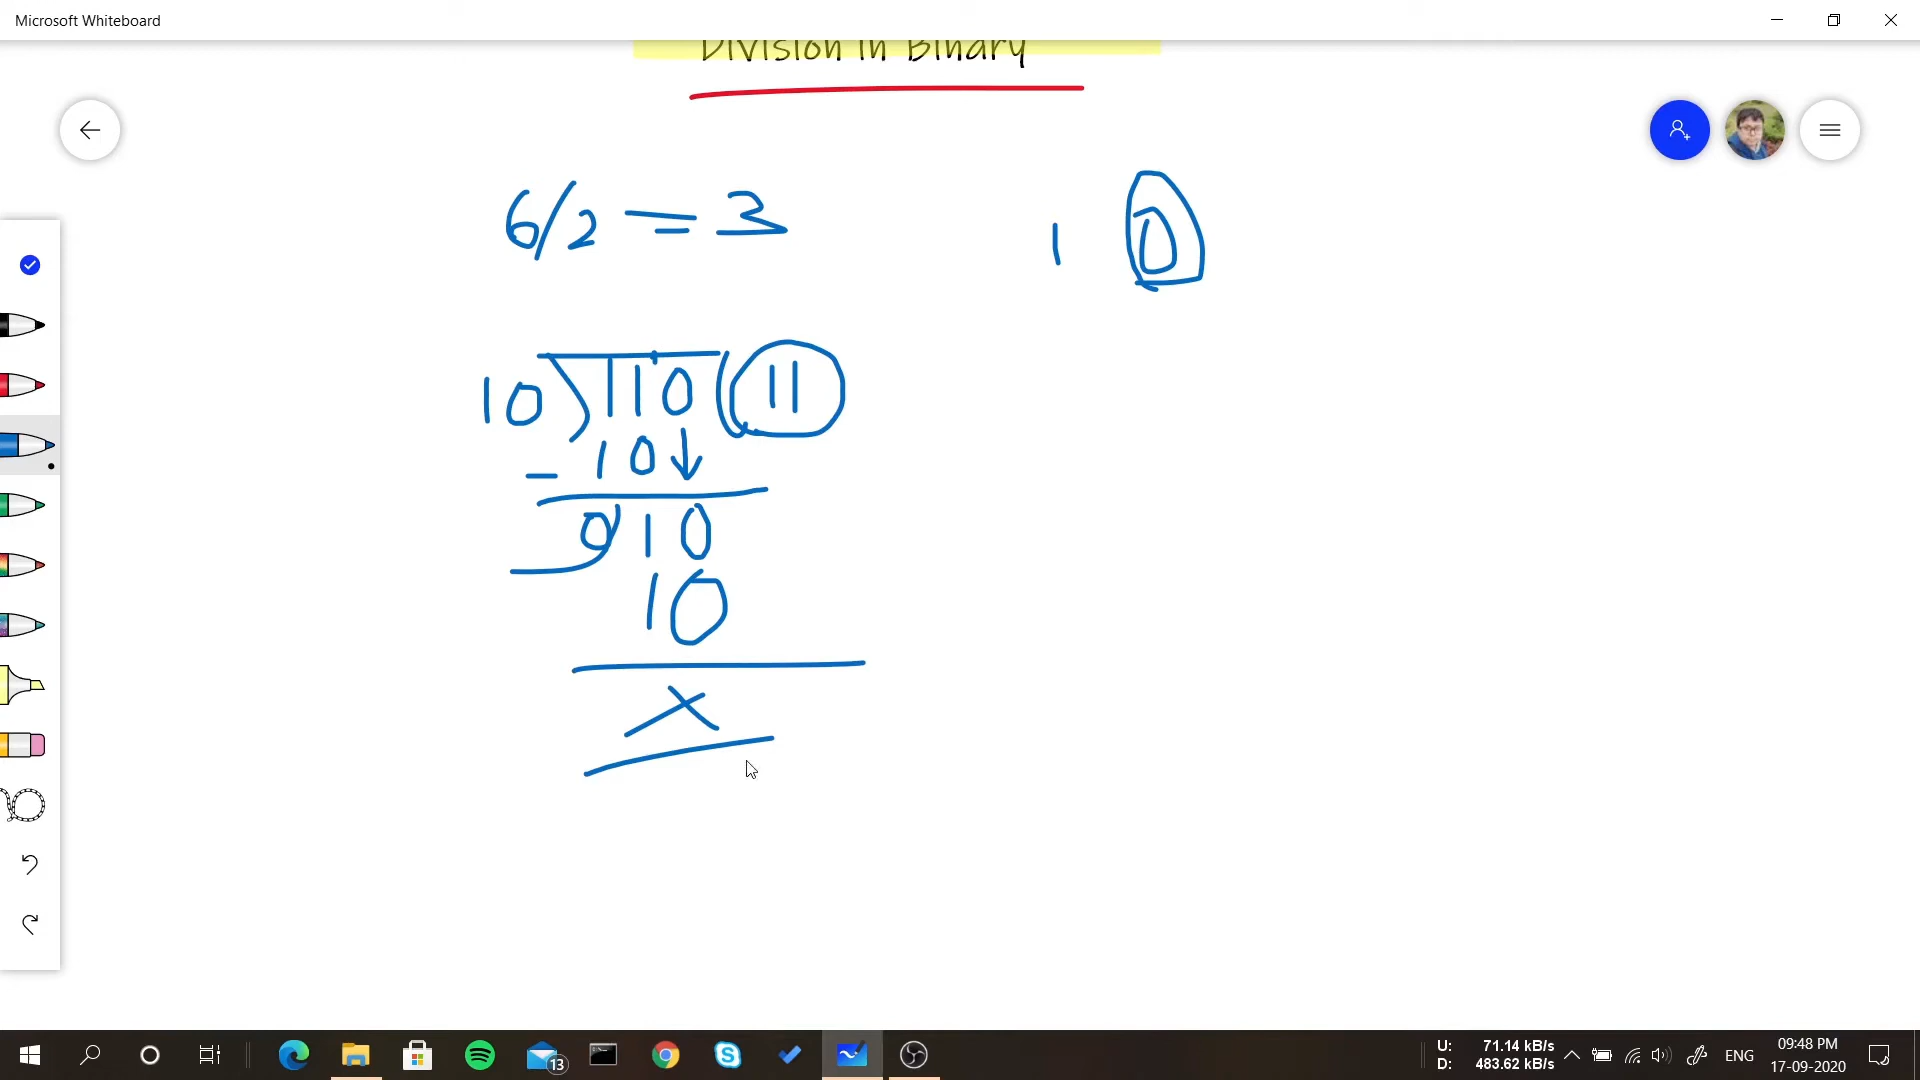 Microsoft Whiteboard
Division in Binary
6/2 = 3
1 0
10 110 11
- 10
010
10
x
13
U: 71.14 kB/s
D: 483.62 kB/s
ENG
09:48 PM
17-09-2020